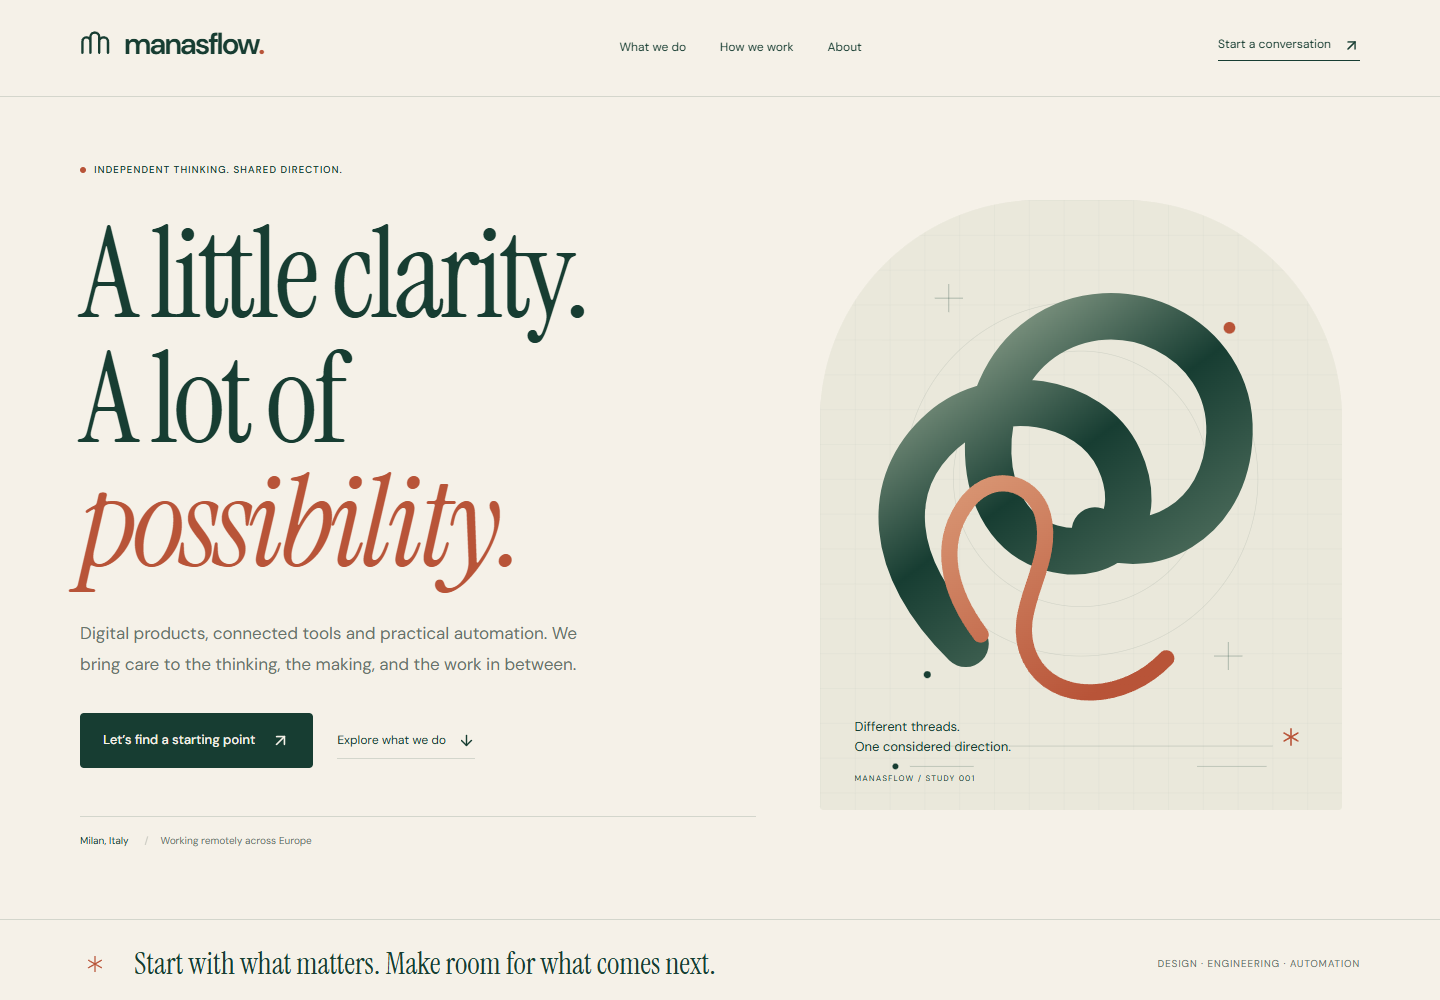 manasflow.
What we do
How we work
About
Start a conversation
INDEPENDENT THINKING. SHARED DIRECTION.
A little clarity.
A lot of
possibility.
Digital products, connected tools and practical automation. We
bring care to the thinking, the making, and the work in between.
Let’s find a starting point
Explore what we do
Milan, Italy / Working remotely across Europe
Different threads.
One considered direction.
MANASFLOW / STUDY 001
Start with what matters. Make room for what comes next.
DESIGN · ENGINEERING · AUTOMATION